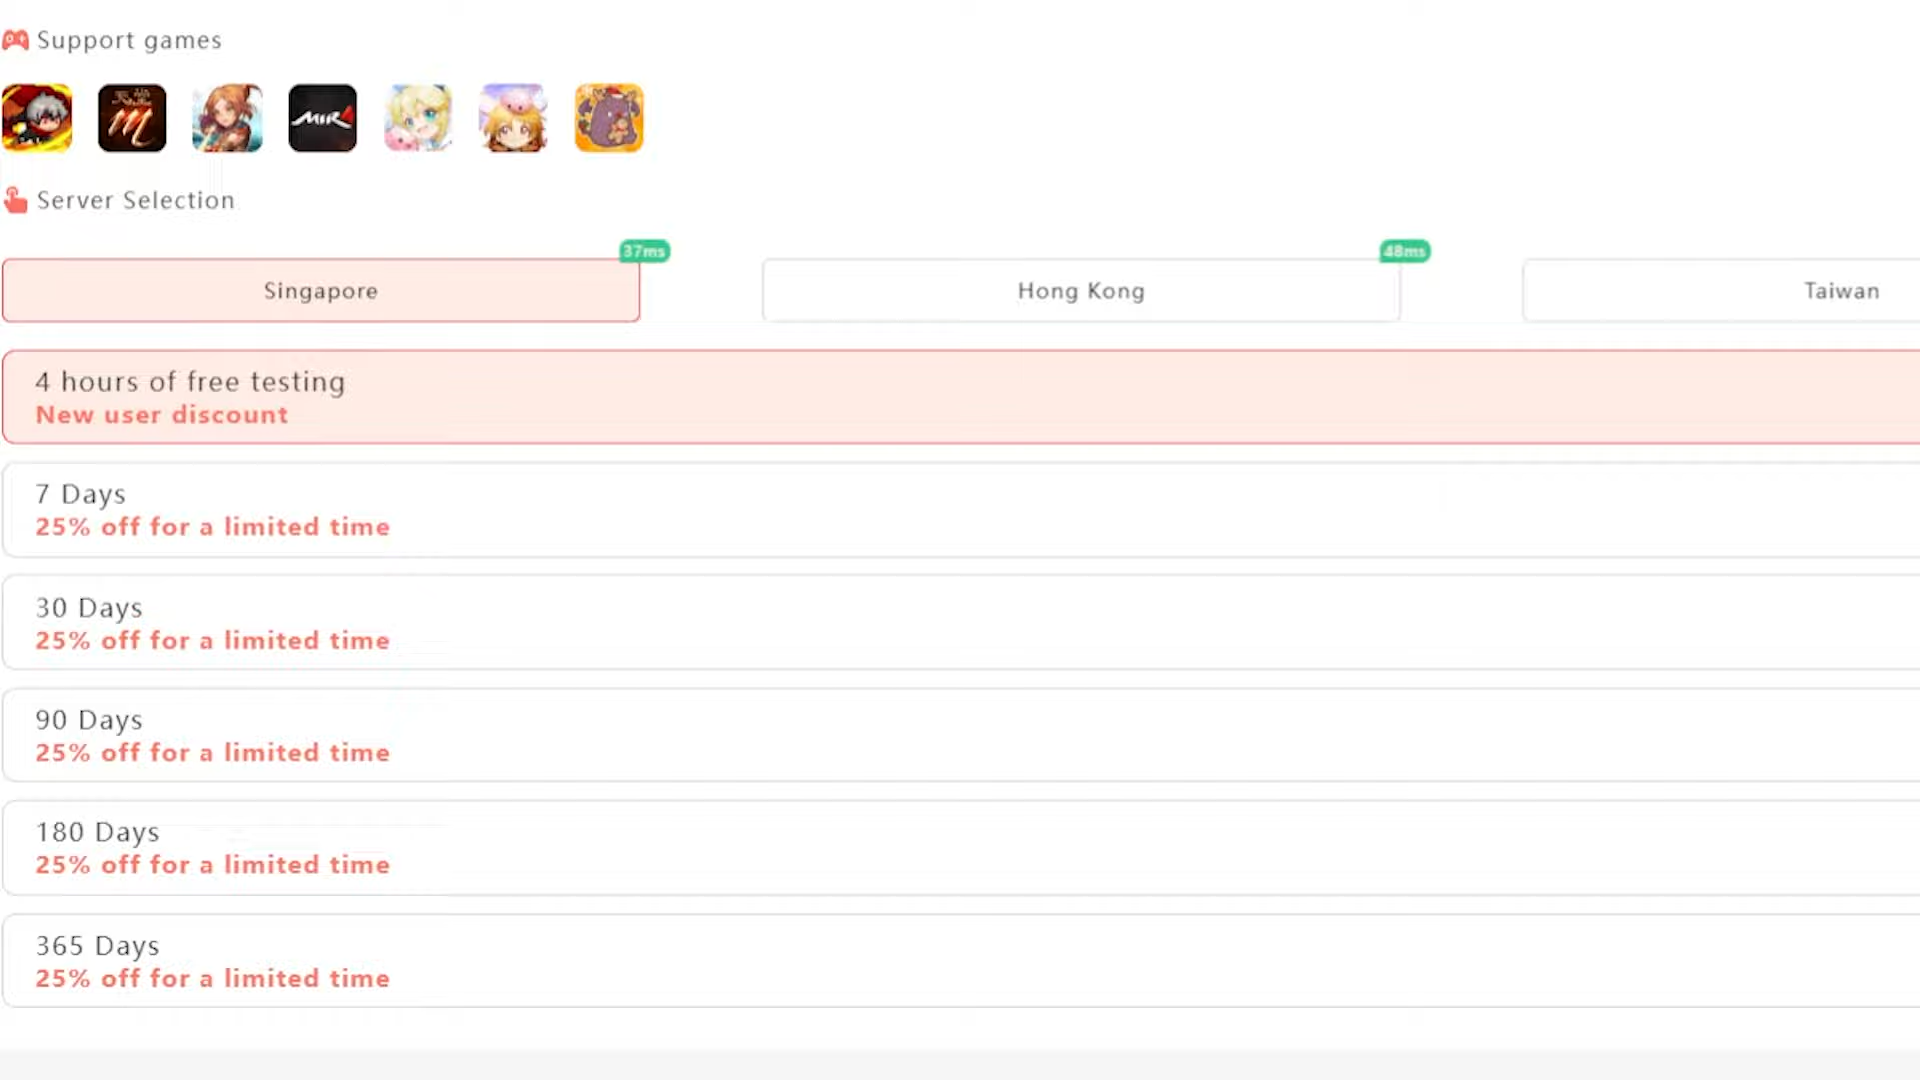 Support games
MIR4
Server Selection
37ms
48ms
Singapore
Hong Kong
Taiwan
4 hours of free testing
New user discount
7 Days
25% off for a limited time
30 Days
25% off for a limited time
90 Days
25% off for a limited time
180 Days
25% off for a limited time
365 Days
25% off for a limited time